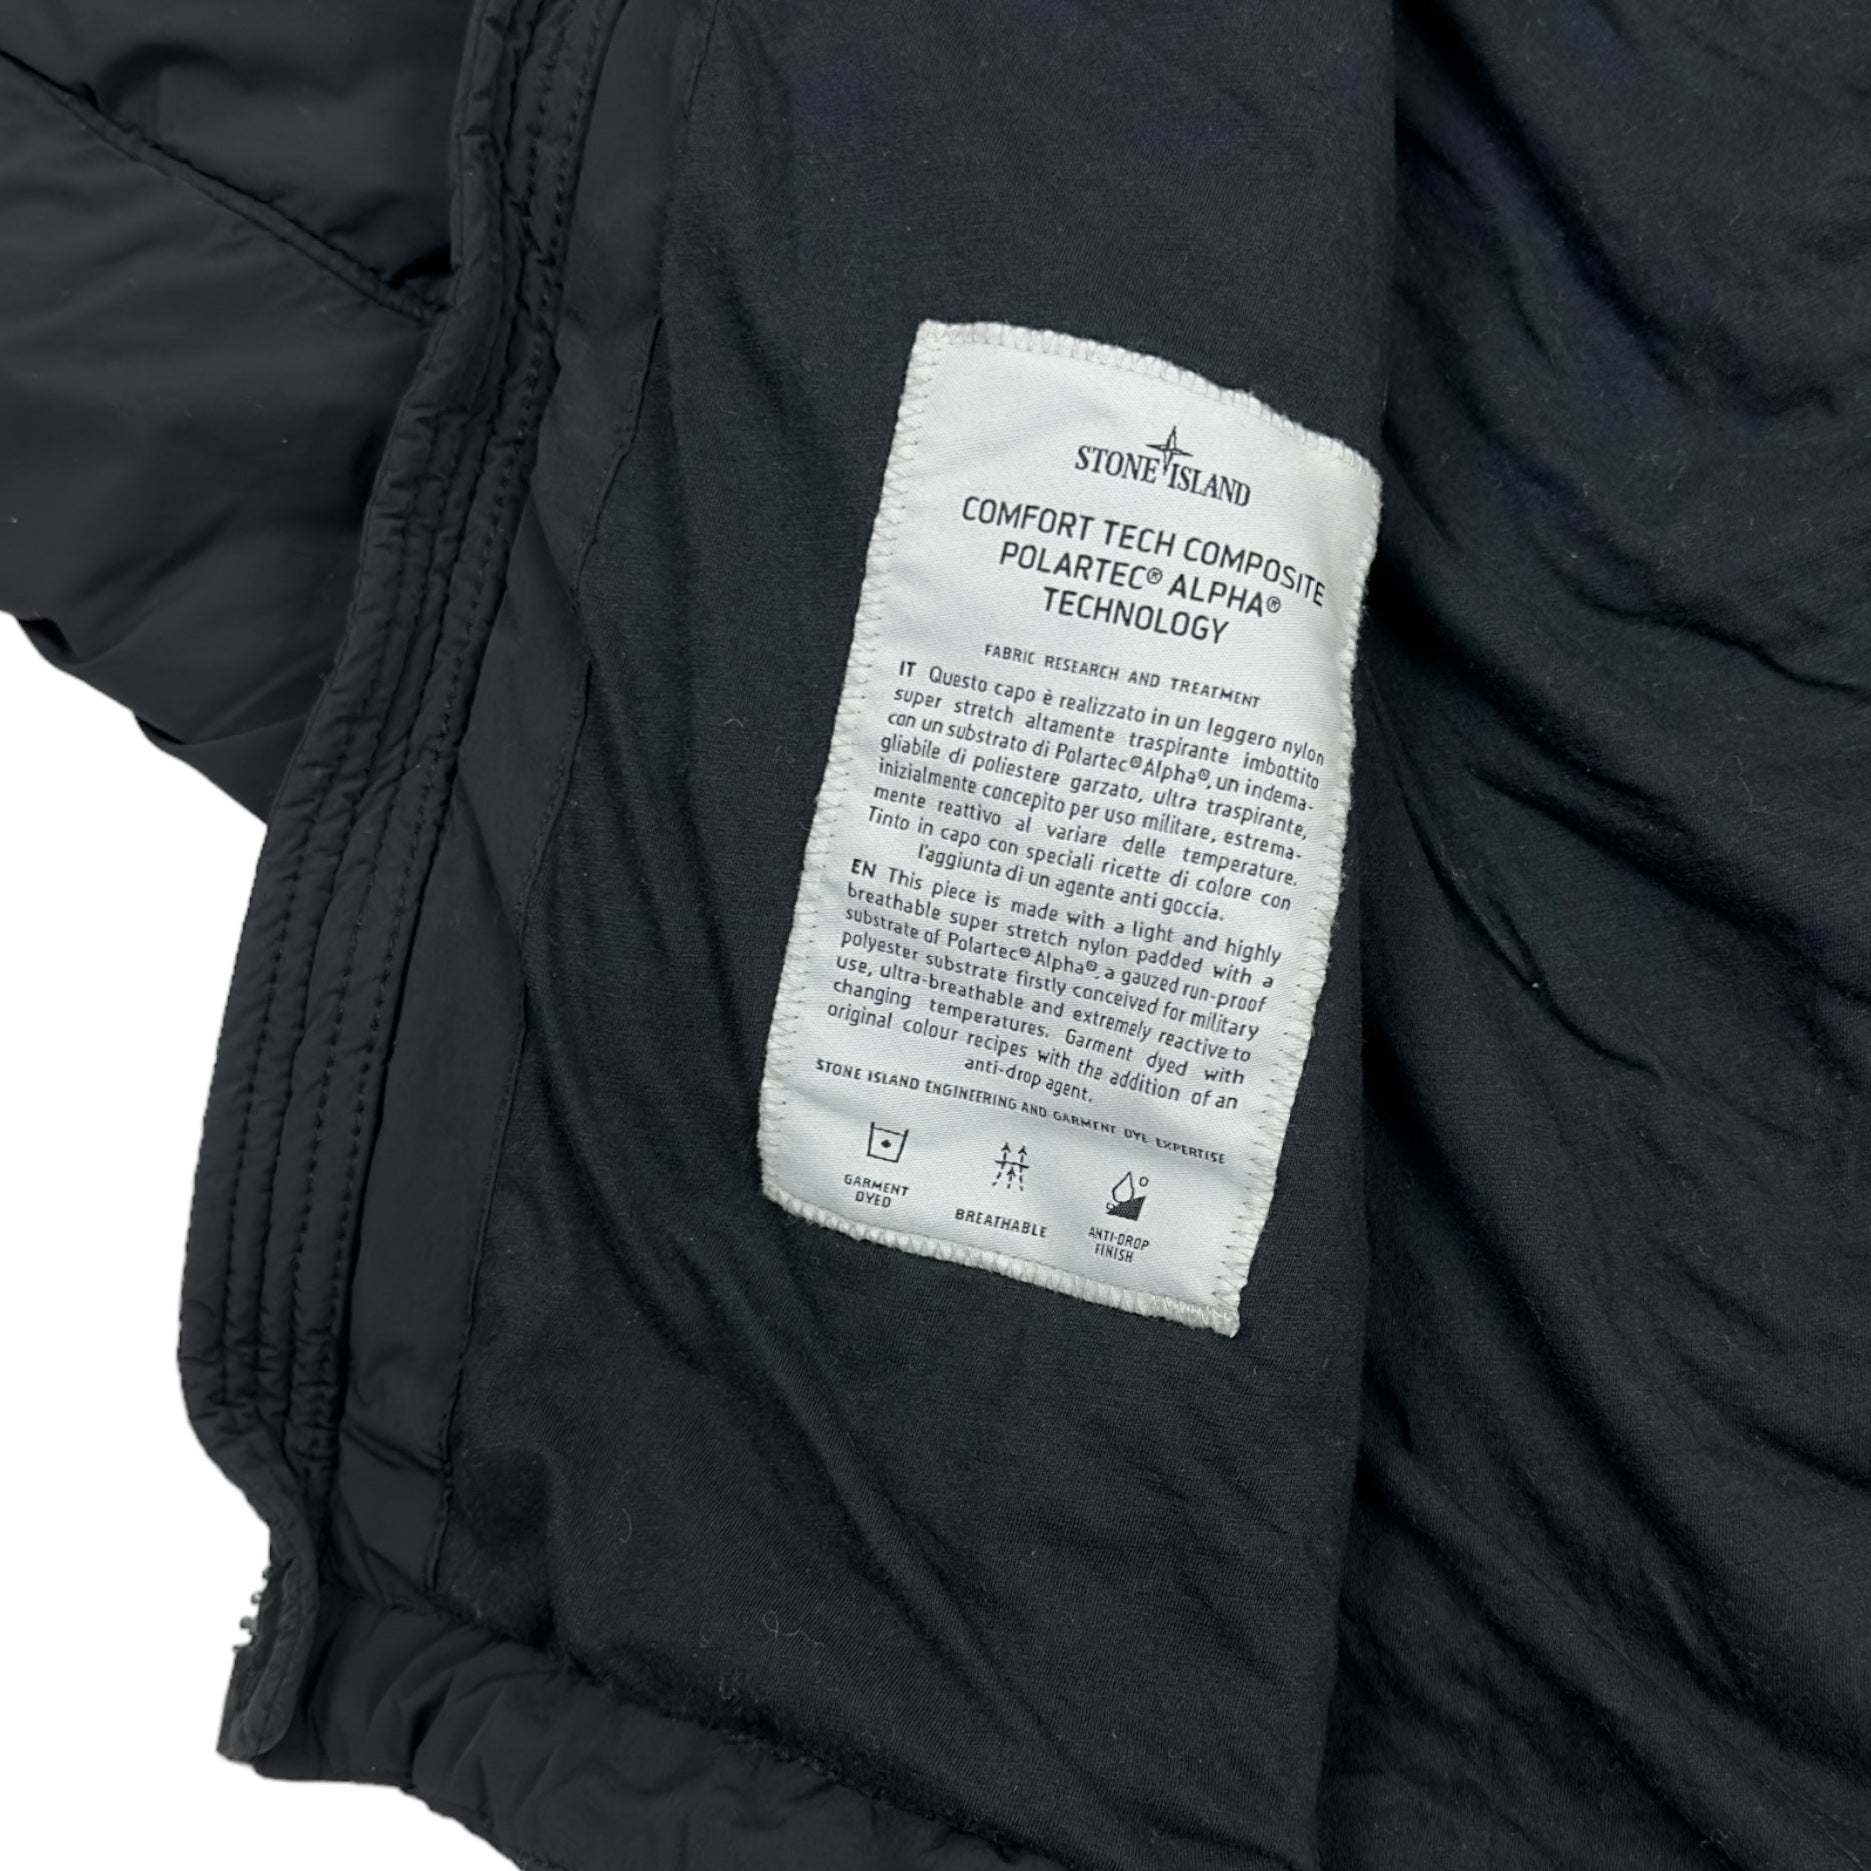 STONE ISLAND
COMFORT TECH COMPOSITE
POLARTEC® ALPHA®
TECHNOLOGY
FABRIC RESEARCH AND TREATMENT
IT Questo capo è realizzato in un leggero nylon
super stretch altamente traspirante imbottito
con un substrato di Polartec®Alpha®, un indema-
gliabile di poliestere garzato, ultra traspirante,
inizialmente concepito per uso militare, estrema-
mente reattivo al variare delle temperature.
Tinto in capo con speciali ricette di colore con
l'aggiunta di un agente anti goccia.
EN This piece is made with a light and highly
breathable super stretch nylon padded with a
substrate of Polartec®Alpha®, a gauzed run-proof
polyester substrate firstly conceived for military
use, ultra-breathable and extremely reactive to
changing temperatures. Garment dyed with
original colour recipes with the addition of an
anti-drop agent.
STONE ISLAND ENGINEERING AND GARMENT DYE EXPERTISE
GARMENT
DYED
BREATHABLE
ANTI-DROP
FINISH